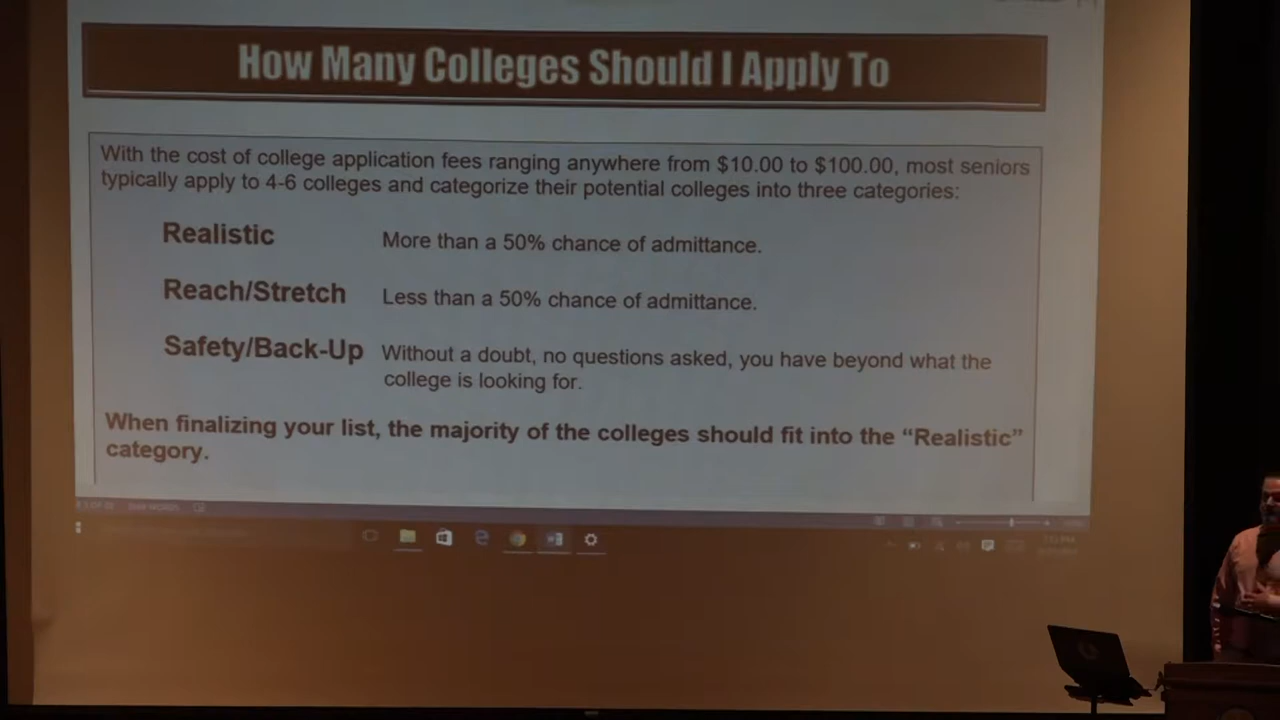 How Many Colleges Should I Apply To
With the cost of college application fees ranging anywhere from $10.00 to $100.00, most seniors
typically apply to 4-6 colleges and categorize their potential colleges into three categories:
Realistic More than a 50% chance of admittance.
Reach/Stretch Less than a 50% chance of admittance.
Safety/Back-Up Without a doubt, no questions asked, you have beyond what the
college is looking for.
When finalizing your list, the majority of the colleges should fit into the “Realistic”
category.